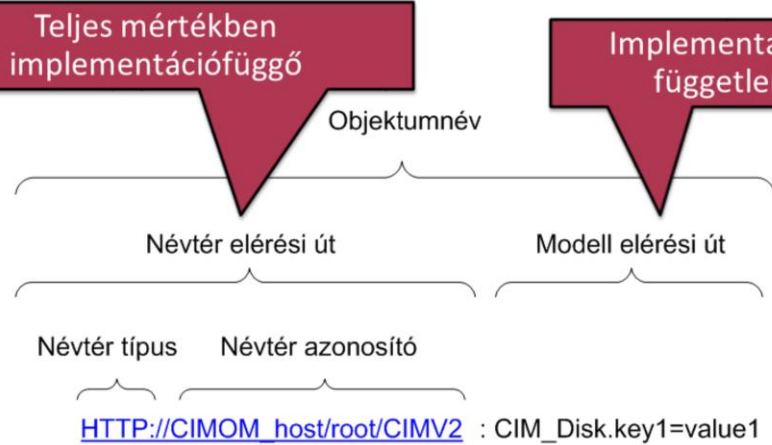 Teljes mértékben
implementációfüggő
Objektumnév
Névtér elérési út
Modell elérési út
Névtér típus
Névtér azonosító
HTTP://CIMOM_host/root/CIMV2 : CIM_Disk.key1=value1